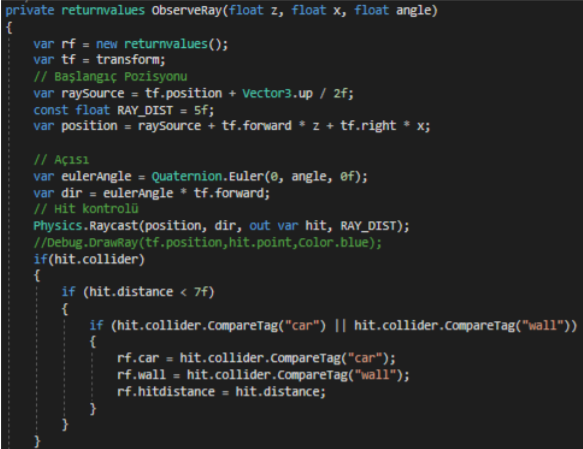 private returnvalues ObserveRay(float z, float x, float angle)
{
    var rf = new returnvalues();
    var tf = transform;
    // Başlangıç Pozisyonu
    var raySource = tf.position + Vector3.up / 2f;
    const float RAY_DIST = 5f;
    var position = raySource + tf.forward * z + tf.right * x;

    // Açısı
    var eulerAngle = Quaternion.Euler(0, angle, 0f);
    var dir = eulerAngle * tf.forward;
    // Hit kontrolü
    Physics.Raycast(position, dir, out var hit, RAY_DIST);
    //Debug.DrawRay(tf.position,hit.point,Color.blue);
    if(hit.collider)
    {
        if (hit.distance < 7f)
        {
            if (hit.collider.CompareTag("car") || hit.collider.CompareTag("wall"))
            {
                rf.car = hit.collider.CompareTag("car");
                rf.wall = hit.collider.CompareTag("wall");
                rf.hitdistance = hit.distance;
            }
        }
    }